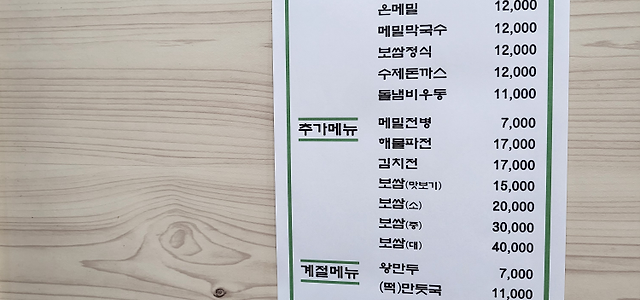 온메밀 12,000
메밀막국수 12,000
보쌈정식 12,000
수제돈까스 12,000
돌냄비우동 11,000
추가메뉴 메밀전병 7,000
해물파전 17,000
김치전 17,000
보쌈(맛보기) 15,000
보쌈(소) 20,000
보쌈(중) 30,000
보쌈(대) 40,000
계절메뉴 왕만두 7,000
(떡)만둣국 11,000